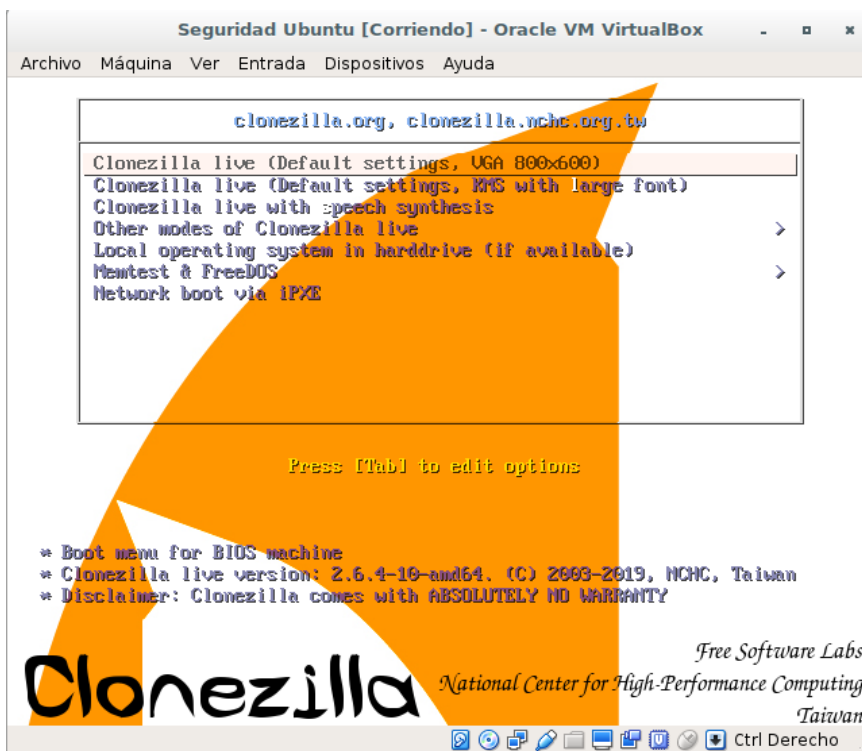 Seguridad Ubuntu [Corriendo] - Oracle VM VirtualBox
Archivo Máquina Ver Entrada Dispositivos Ayuda
clonezilla.org, clonezilla.nchc.org.tw
Clonezilla live (Default settings, VGA 800x600)
Clonezilla live (Default settings, KMS with large font)
Clonezilla live with speech synthesis
Other modes of Clonezilla live >
Local operating system in harddrive (if available)
Memtest & FreeDOS >
Network boot via iPXE
Press [Tab] to edit options
* Boot menu for BIOS machine
* Clonezilla live version: 2.6.4-10-amd64. (C) 2003-2019, NCHC, Taiwan
* Disclaimer: Clonezilla comes with ABSOLUTELY NO WARRANTY
Free Software Labs
Clonezilla National Center for High-Performance Computing
Taiwan
Ctrl Derecho